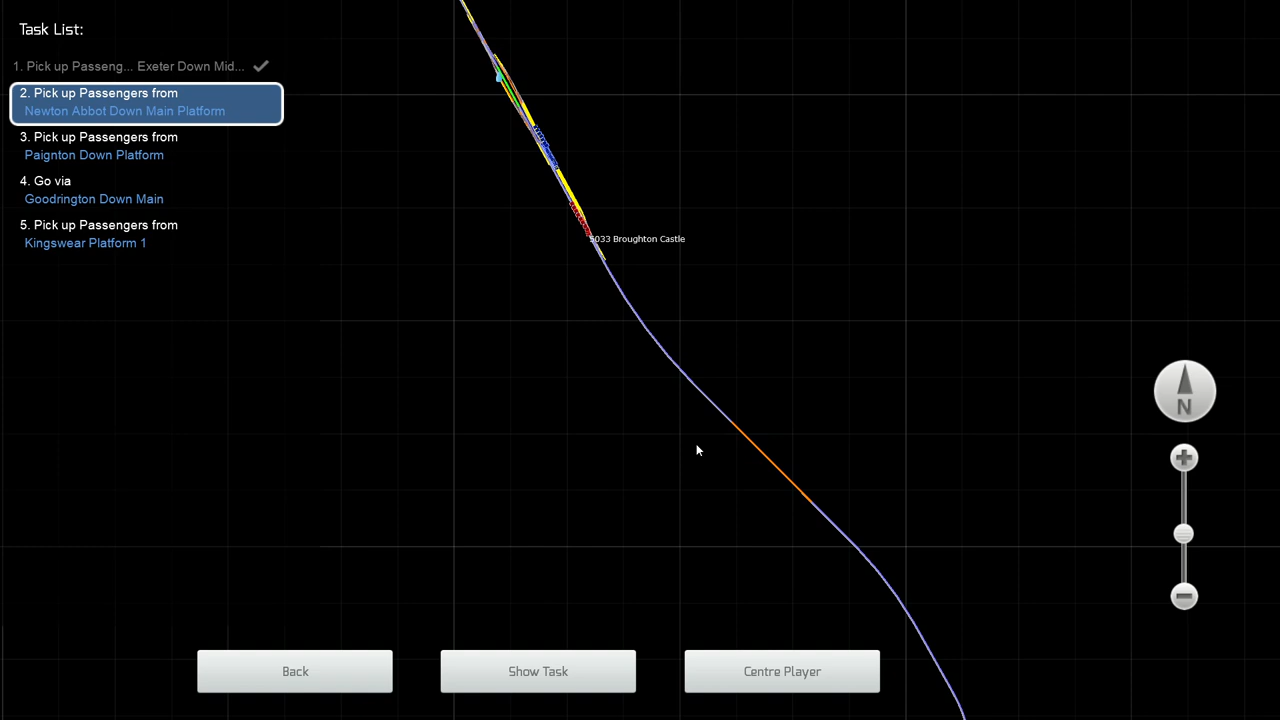 Task List:
1. Pick up Passeng... Exeter Down Mid...
2. Pick up Passengers from
Newton Abbot Down Main Platform
3. Pick up Passengers from
Paignton Down Platform
4. Go via
Goodrington Down Main
5. Pick up Passengers from
Kingswear Platform 1
5033 Broughton Castle
N
Back
Show Task
Centre Player